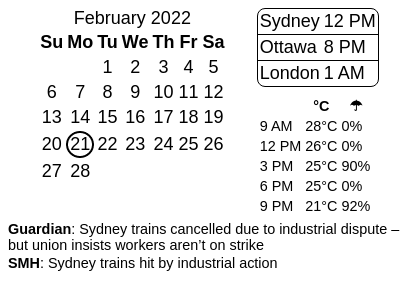 February 2022
Su Mo Tu We Th Fr Sa
1 2 3 4 5
6 7 8 9 10 11 12
13 14 15 16 17 18 19
20 21 22 23 24 25 26
27 28
Sydney 12 PM
Ottawa 8 PM
London 1 AM
°C ☂
9 AM 28°C 0%
12 PM 26°C 0%
3 PM 25°C 90%
6 PM 25°C 0%
9 PM 21°C 92%
Guardian: Sydney trains cancelled due to industrial dispute –
but union insists workers aren’t on strike
SMH: Sydney trains hit by industrial action